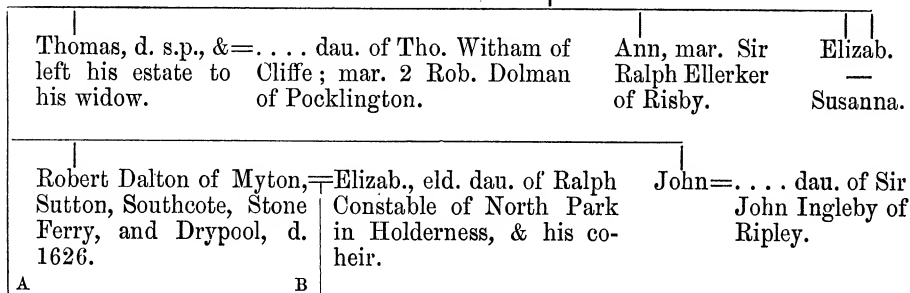 Thomas, d. s.p., &=. . . . dau. of Tho. Witham of
left his estate to Cliffe ; mar. 2 Rob. Dolman
his widow. of Pocklington.
Ann, mar. Sir
Ralph Ellerker
of Risby.
Elizab.
—
Susanna.
Robert Dalton of Myton,=Elizab., eld. dau. of Ralph
Sutton, Southcote, Stone Constable of North Park
Ferry, and Drypool, d. in Holderness, & his co-
1626. heir.
John=. . . . dau. of Sir
John Ingleby of
Ripley.
A B